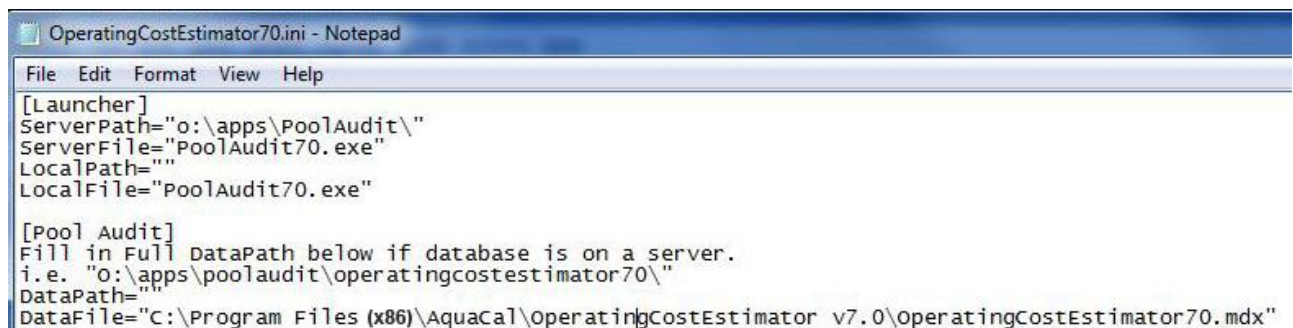 OperatingCostEstimator70.ini - Notepad
File Edit Format View Help
[Launcher]
ServerPath="o:\apps\PoolAudit\"
ServerFile="PoolAudit70.exe"
LocalPath=""
LocalFile="PoolAudit70.exe"
[Pool Audit]
Fill in Full DataPath below if database is on a server.
i.e. "O:\apps\poolaudit\operatingcostestimator70\"
DataPath=""
DataFile="C:\Program Files (x86)\AquaCal\OperatingCostEstimator v7.0\OperatingCostEstimator70.mdx"